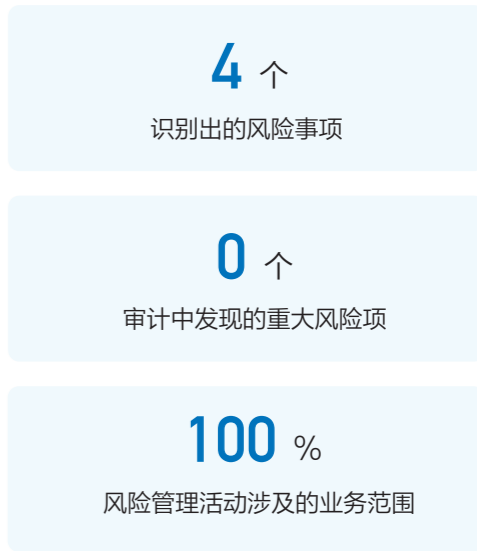 4 个
识别出的风险事项
0 个
审计中发现的重大风险项
100 %
风险管理活动涉及的业务范围